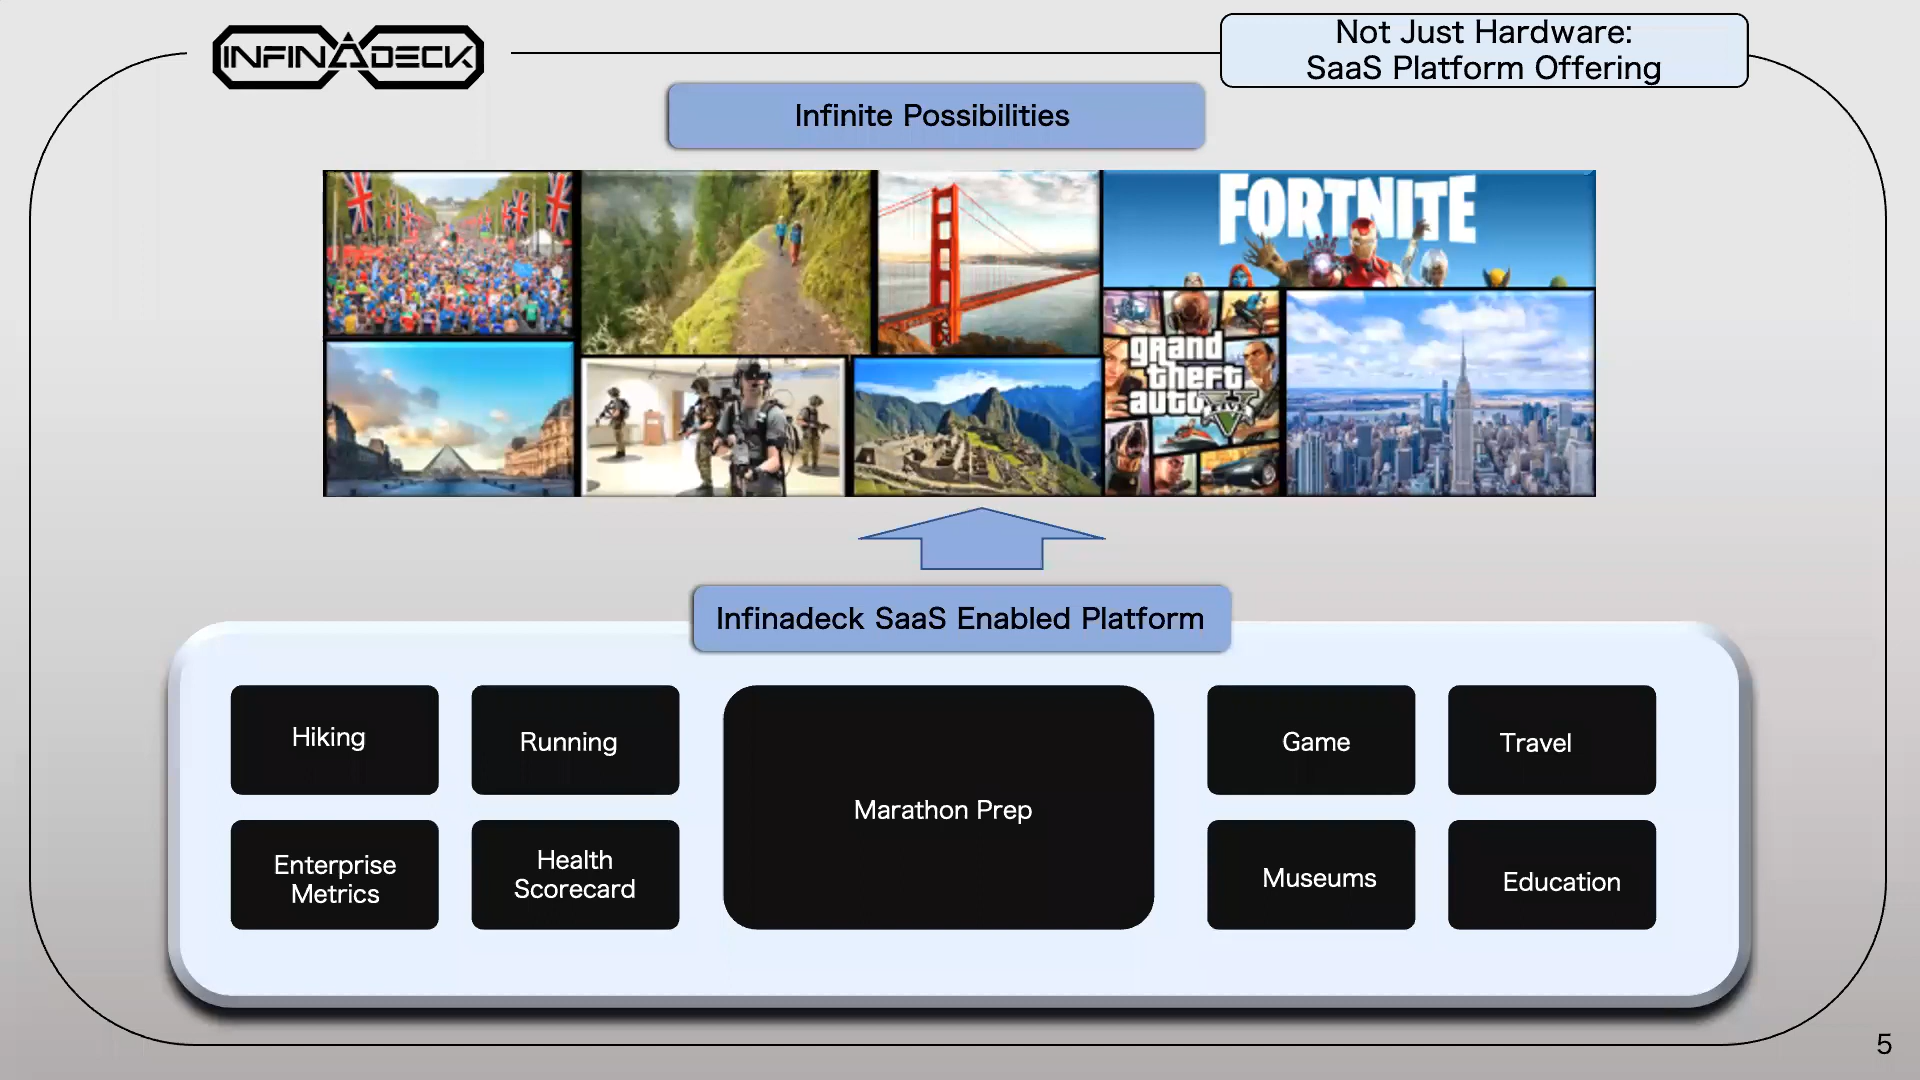 INFINADECK
Not Just Hardware:
SaaS Platform Offering
Infinite Possibilities
FORTNITE
grand
theft
auto
V
FIVE
Infinadeck SaaS Enabled Platform
Hiking
Running
Marathon Prep
Game
Travel
Enterprise
Metrics
Health
Scorecard
Museums
Education
5